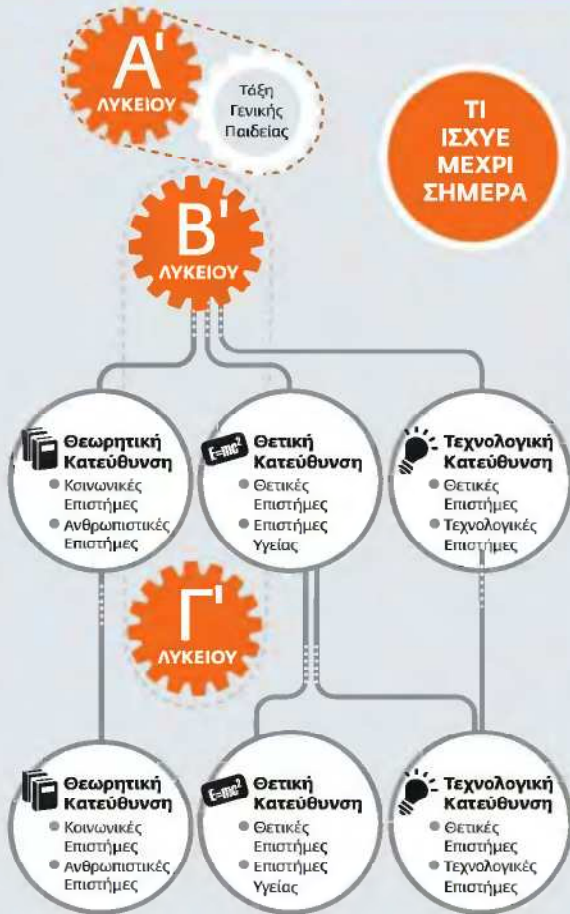 Α'
ΛΥΚΕΙΟΥ
Τάξη
Γενικής
Παιδείας
ΤΙ
ΙΣΧΥΕ
ΜΕΧΡΙ
ΣΗΜΕΡΑ
Β'
ΛΥΚΕΙΟΥ
Θεωρητική
Κατεύθυνση
Κοινωνικές
Επιστήμες
Ανθρωπιστικές
Επιστήμες
E=mc²
Θετική
Κατεύθυνση
Θετικές
Επιστήμες
Επιστήμες
Υγείας
Τεχνολογική
Κατεύθυνση
Θετικές
Επιστήμες
Τεχνολογικές
Επιστήμες
Γ'
ΛΥΚΕΙΟΥ
Θεωρητική
Κατεύθυνση
Κοινωνικές
Επιστήμες
Ανθρωπιστικές
Επιστήμες
E=mc²
Θετική
Κατεύθυνση
Θετικές
Επιστήμες
Επιστήμες
Υγείας
Τεχνολογική
Κατεύθυνση
Θετικές
Επιστήμες
Τεχνολογικές
Επιστήμες